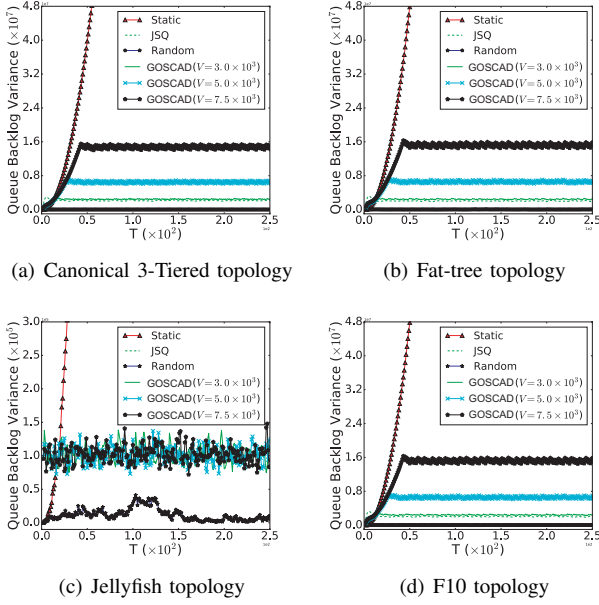 Queue Backlog Variance (×10⁷)
4.8
4.0
3.2
2.4
1.6
0.8
0.0
Static
JSQ
Random
GOSCAD(V = 3.0 × 10³)
GOSCAD(V = 5.0 × 10³)
GOSCAD(V = 7.5 × 10³)
0.0 0.5 1.0 1.5 2.0 2.5
T (×10²)
(a) Canonical 3-Tiered topology
Queue Backlog Variance (×10⁷)
4.8
4.0
3.2
2.4
1.6
0.8
0.0
Static
JSQ
Random
GOSCAD(V = 3.0 × 10³)
GOSCAD(V = 5.0 × 10³)
GOSCAD(V = 7.5 × 10³)
0.0 0.5 1.0 1.5 2.0 2.5
T (×10²)
(b) Fat-tree topology
Queue Backlog Variance (×10⁵)
3.0
2.5
2.0
1.5
1.0
0.5
0.0
Static
JSQ
Random
GOSCAD(V = 3.0 × 10³)
GOSCAD(V = 5.0 × 10³)
GOSCAD(V = 7.5 × 10³)
0.0 0.5 1.0 1.5 2.0 2.5
T (×10²)
(c) Jellyfish topology
Queue Backlog Variance (×10⁷)
4.8
4.0
3.2
2.4
1.6
0.8
0.0
Static
JSQ
Random
GOSCAD(V = 3.0 × 10³)
GOSCAD(V = 5.0 × 10³)
GOSCAD(V = 7.5 × 10³)
0.0 0.5 1.0 1.5 2.0 2.5
T (×10²)
(d) F10 topology